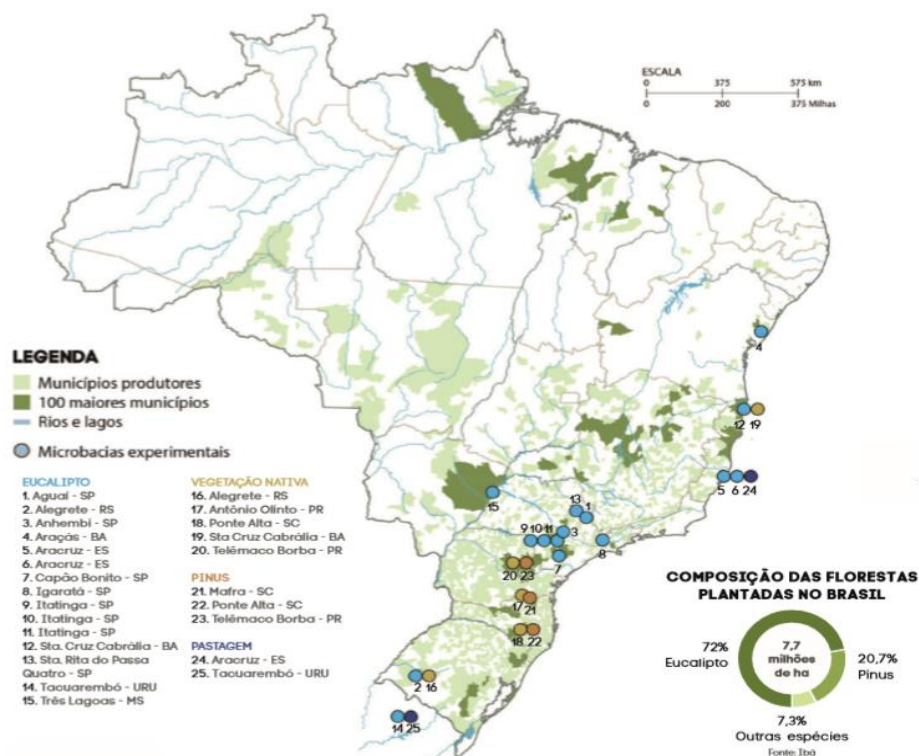 ESCALA
0 375 575 km
0 200 375 Milhas
4
12 19
5 6 24
15
13
1
9 10 11 3
8
7
20 23
17 21
18 22
2 16
14 25
LEGENDA
Municípios produtores
100 maiores municípios
Rios e lagos
Microbacias experimentais
EUCALIPTO
1. Aguaí - SP
2. Alegrete - RS
3. Anhembi - SP
4. Araçás - BA
5. Aracruz - ES
6. Aracruz - ES
7. Capão Bonito - SP
8. Igaratá - SP
9. Itatinga - SP
10. Itatinga - SP
11. Itatinga - SP
12. Sta. Cruz Cabrália - BA
13. Sta. Rita do Passa
Quatro - SP
14. Tacuarembó - URU
15. Três Lagoas - MS
VEGETAÇÃO NATIVA
16. Alegrete - RS
17. Antônio Olinto - PR
18. Ponte Alta - SC
19. Sta Cruz Cabrália - BA
20. Telêmaco Borba - PR
PINUS
21. Mafra - SC
22. Ponte Alta - SC
23. Telêmaco Borba - PR
PASTAGEM
24. Aracruz - ES
25. Tacuarembó - URU
COMPOSIÇÃO DAS FLORESTAS
PLANTADAS NO BRASIL
72%
Eucalipto
7,7
milhões
de ha
20,7%
Pinus
7,3%
Outras espécies
Fonte: Ibá